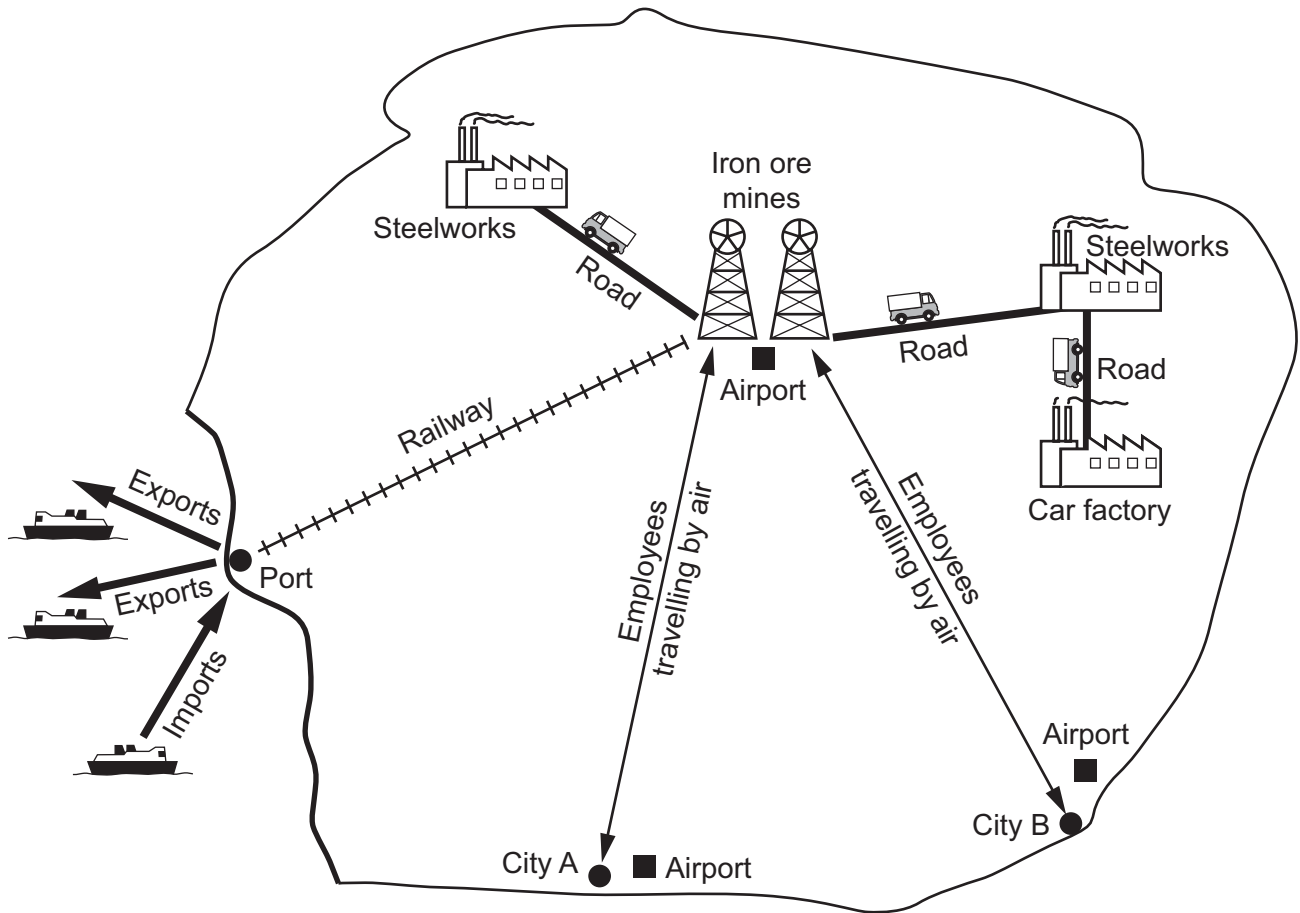 Iron ore
mines
Steelworks
Steelworks
Road
Road
Road
Airport
Railway
Car factory
Exports
Port
Exports
Imports
Employees
travelling by air
Employees
travelling by air
Airport
City B
City A
Airport